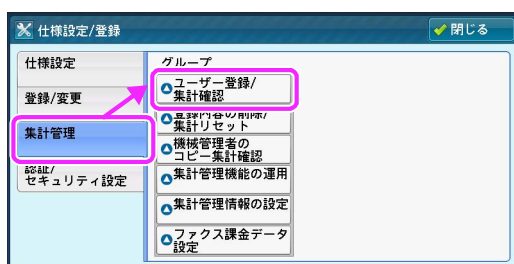 仕様設定/登録
閉じる
仕様設定
登録/変更
集計管理
認証/
セキュリティ設定
グループ
ユーザー登録/
集計確認
登録内容の削除/
集計リセット
機械管理者の
コピー集計確認
集計管理機能の運用
集計管理情報の設定
ファクス課金データ
設定